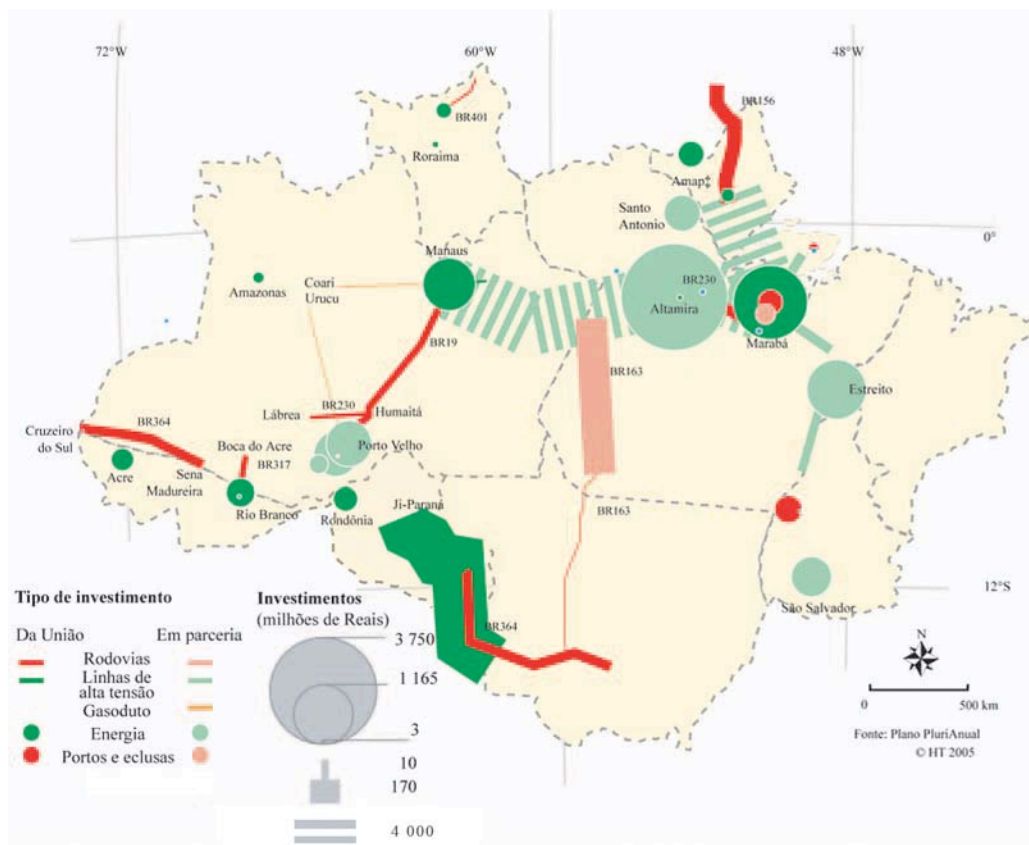 72°W
60°W
48°W
BR156
BR401
Roraima
Amap‡
Santo
Antonio
0°
Manaus
Coari
Urucu
Amazonas
BR230
Altamira
Marabá
BR19
BR163
Estreito
BR230
Lábrea
Humaitá
BR364
Cruzeiro
do Sul
Boca do Acre
Porto Velho
BR317
Acre
Sena
Madureira
Rio Branco
Rondônia
Ji-Paraná
BR163
12°S
São Salvador
BR364
Tipo de investimento
Da União
Em parceria
Rodovias
Linhas de
alta tensão
Gasoduto
Energia
Portos e eclusas
Investimentos
(milhões de Reais)
3 750
1 165
3
10
170
4 000
N
0
500 km
Fonte: Plano PluriAnual
© HT 2005